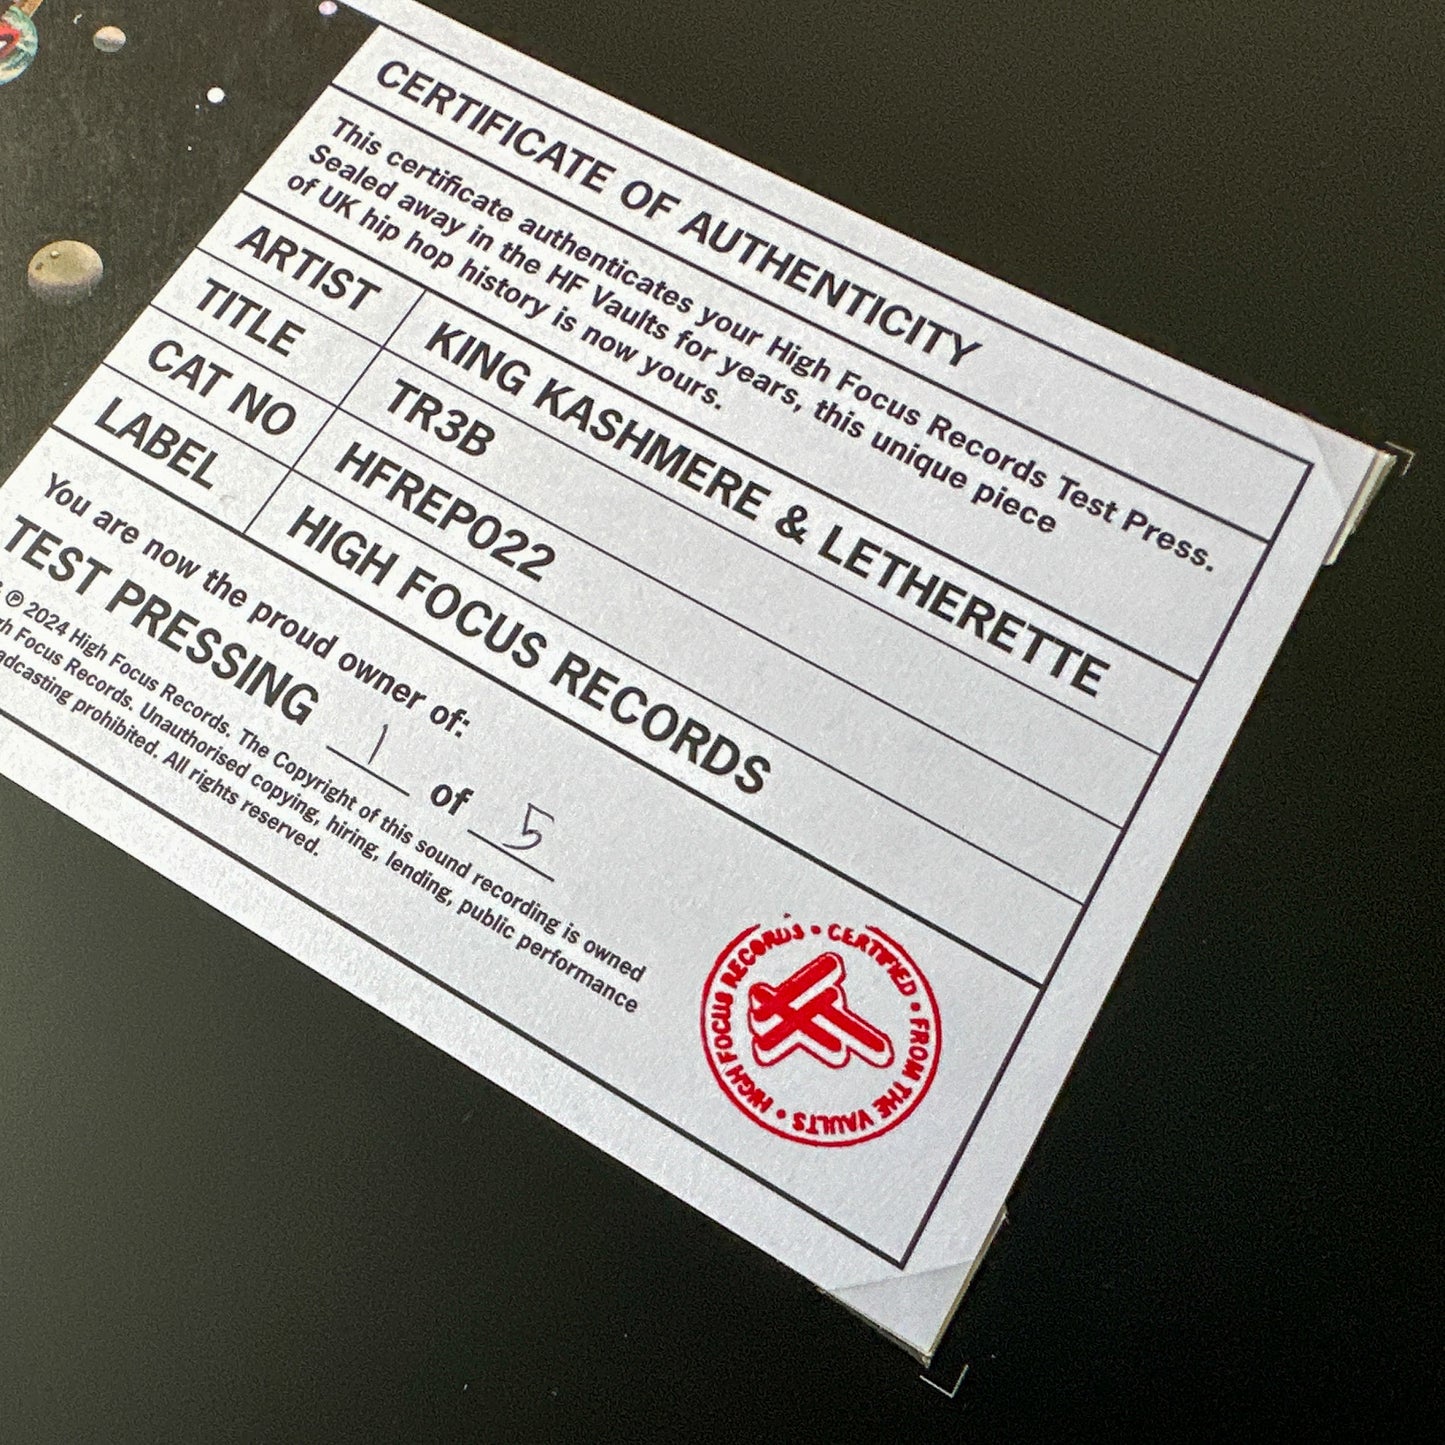 CERTIFICATE OF AUTHENTICITY
This certificate authenticates your High Focus Records Test Press.
Sealed away in the HF Vaults for years, this unique piece
of UK hip hop history is now yours.
ARTIST KING KASHMERE & LETHERETTE
TITLE TR3B
CAT NO HFREP022
LABEL HIGH FOCUS RECORDS
You are now the proud owner of:
TEST PRESSING 1 of 5
℗ 2024 High Focus Records. The Copyright of this sound recording is owned
Focus Records. Unauthorised copying, hiring, lending, public performance
prohibited. All rights reserved.
HIGH FOCUS RECORDS • CERTIFIED • FROM THE VAULTS •